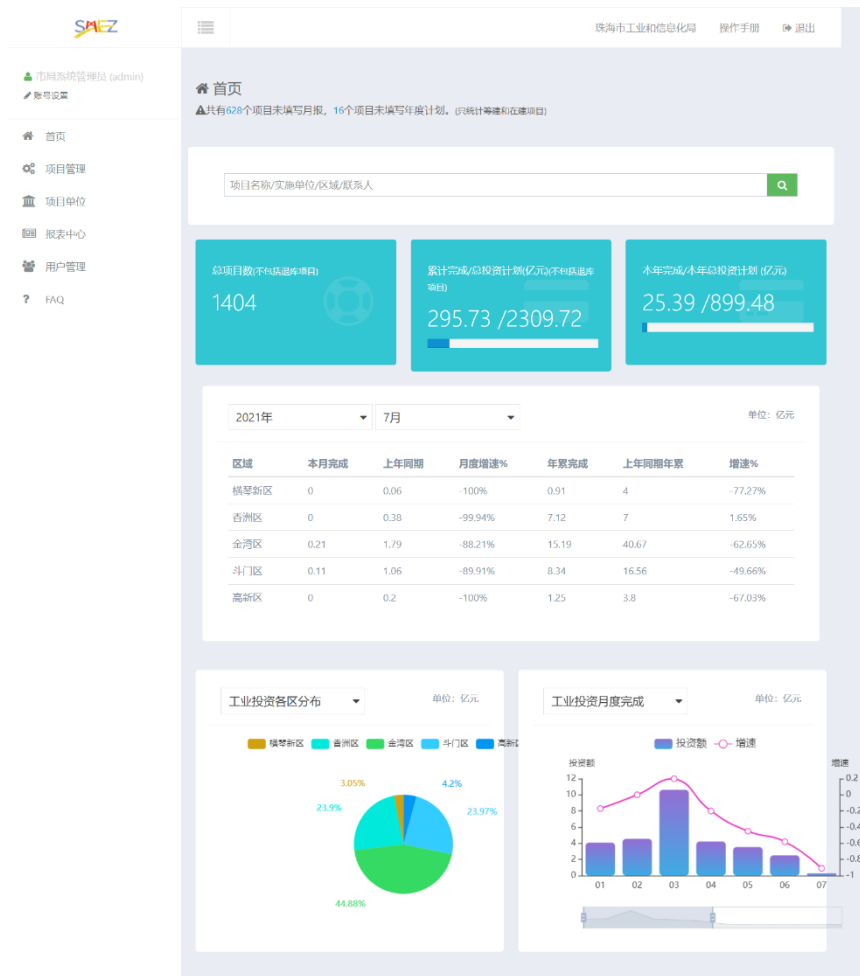 SMEZ
珠海市工业和信息化局 操作手册 退出
市局系统管理员 (admin)
账号设置
首页
项目管理
项目单位
报表中心
用户管理
? FAQ
首页
共有628个项目未填写月报，16个项目未填写年度计划。(只统计筹建和在建项目)
项目名称/实施单位/区域/联系人
总项目数(不包括退库项目)
1404
累计完成/总投资计划(亿元)(不包括退库
项目)
295.73 /2309.72
本年完成/本年总投资计划 (亿元)
25.39 /899.48
2021年 7月 单位：亿元
区域 本月完成 上年同期 月度增速% 年累完成 上年同期年累 增速%
横琴新区 0 0.06 -100% 0.91 4 -77.27%
香洲区 0 0.38 -99.94% 7.12 7 1.65%
金湾区 0.21 1.79 -88.21% 15.19 40.67 -62.65%
斗门区 0.11 1.06 -89.91% 8.34 16.56 -49.66%
高新区 0 0.2 -100% 1.25 3.8 -67.03%
工业投资各区分布 单位：亿元
横琴新区 香洲区 金湾区 斗门区 高新区
3.05% 4.2%
23.9% 23.97%
44.88%
工业投资月度完成 单位：亿元
投资额 增速
投资额 增速
12 0.2
10 0
8 -0.2
6 -0.4
4 -0.6
2 -0.8
0 -1
01 02 03 04 05 06 07